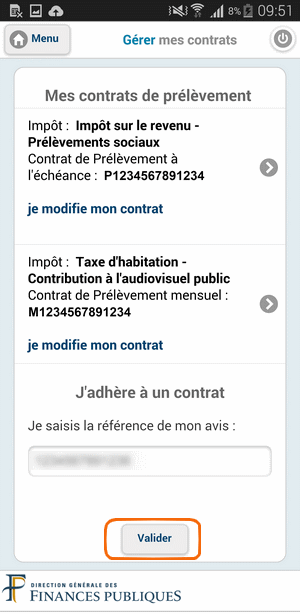 8% 09:51
Menu
Gérer mes contrats
Mes contrats de prélèvement
Impôt : Impôt sur le revenu -
Prélèvements sociaux
Contrat de Prélèvement à
l'échéance : P1234567891234
je modifie mon contrat
Impôt : Taxe d'habitation -
Contribution à l'audiovisuel public
Contrat de Prélèvement mensuel :
M1234567891234
je modifie mon contrat
J'adhère à un contrat
Je saisis la référence de mon avis :
Valider
DIRECTION GÉNÉRALE DES
FINANCES PUBLIQUES